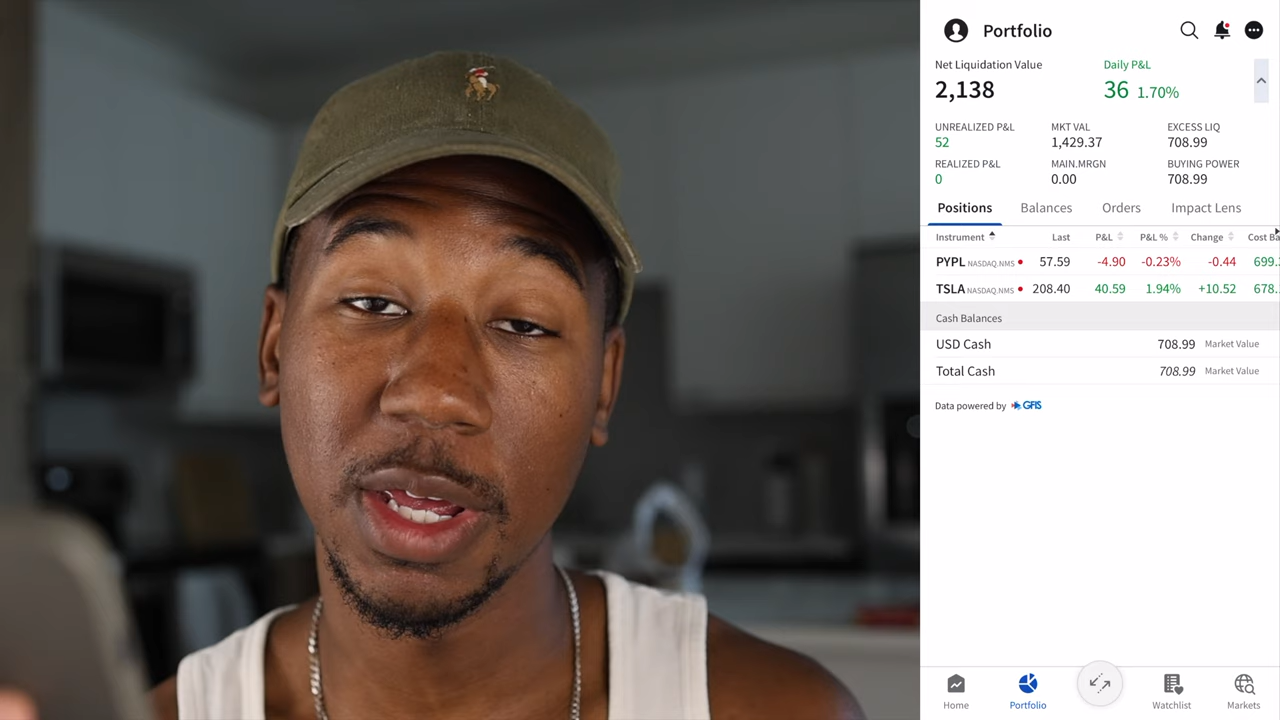 Portfolio
Net Liquidation Value Daily P&L
2,138 36 1.70%
UNREALIZED P&L MKT VAL EXCESS LIQ
52 1,429.37 708.99
REALIZED P&L MAIN.MRGN BUYING POWER
0 0.00 708.99
Positions Balances Orders Impact Lens
Instrument Last P&L P&L % Change Cost Ba
PYPL NASDAQ.NMS 57.59 -4.90 -0.23% -0.44 699.
TSLA NASDAQ.NMS 208.40 40.59 1.94% +10.52 678.
Cash Balances
USD Cash 708.99 Market Value
Total Cash 708.99 Market Value
Data powered by GFIS
Home Portfolio Watchlist Markets